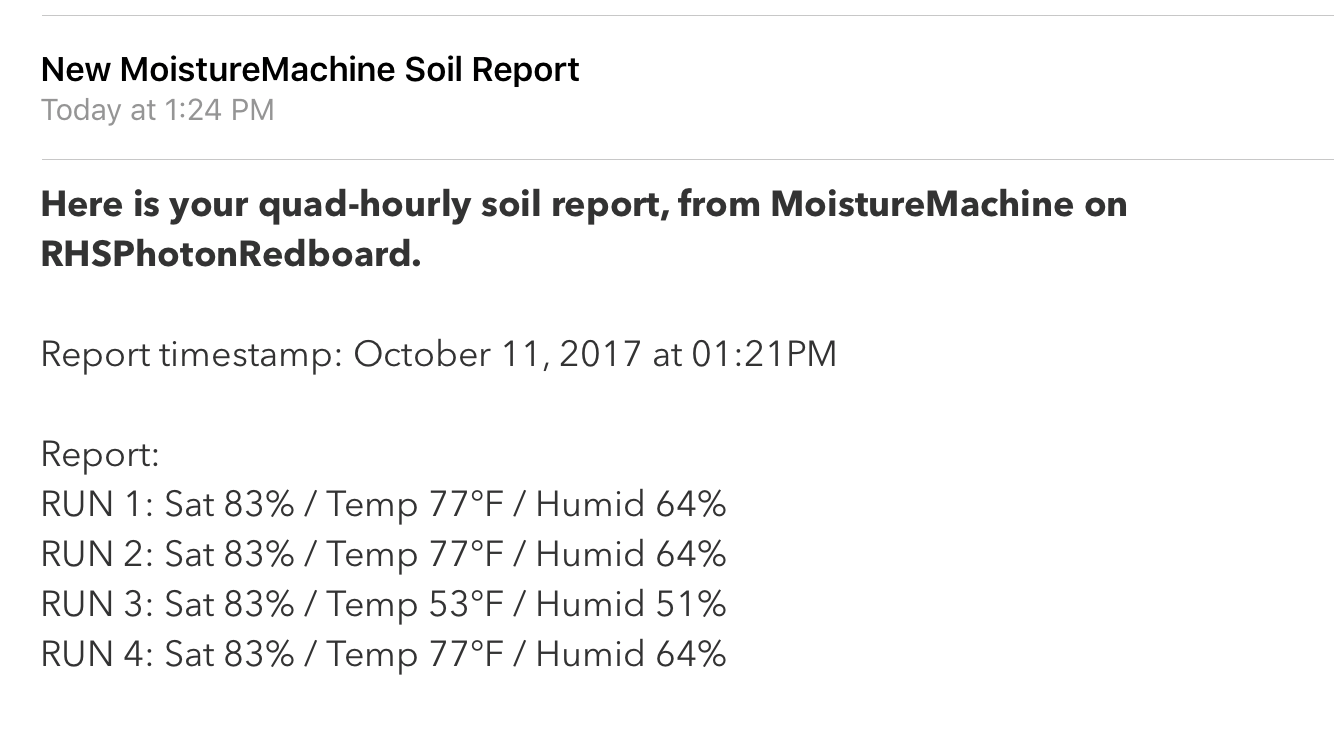 New MoistureMachine Soil Report
Today at 1:24 PM
Here is your quad-hourly soil report, from MoistureMachine on
RHSPhotonRedboard.
Report timestamp: October 11, 2017 at 01:21PM
Report:
RUN 1: Sat 83% / Temp 77°F / Humid 64%
RUN 2: Sat 83% / Temp 77°F / Humid 64%
RUN 3: Sat 83% / Temp 53°F / Humid 51%
RUN 4: Sat 83% / Temp 77°F / Humid 64%